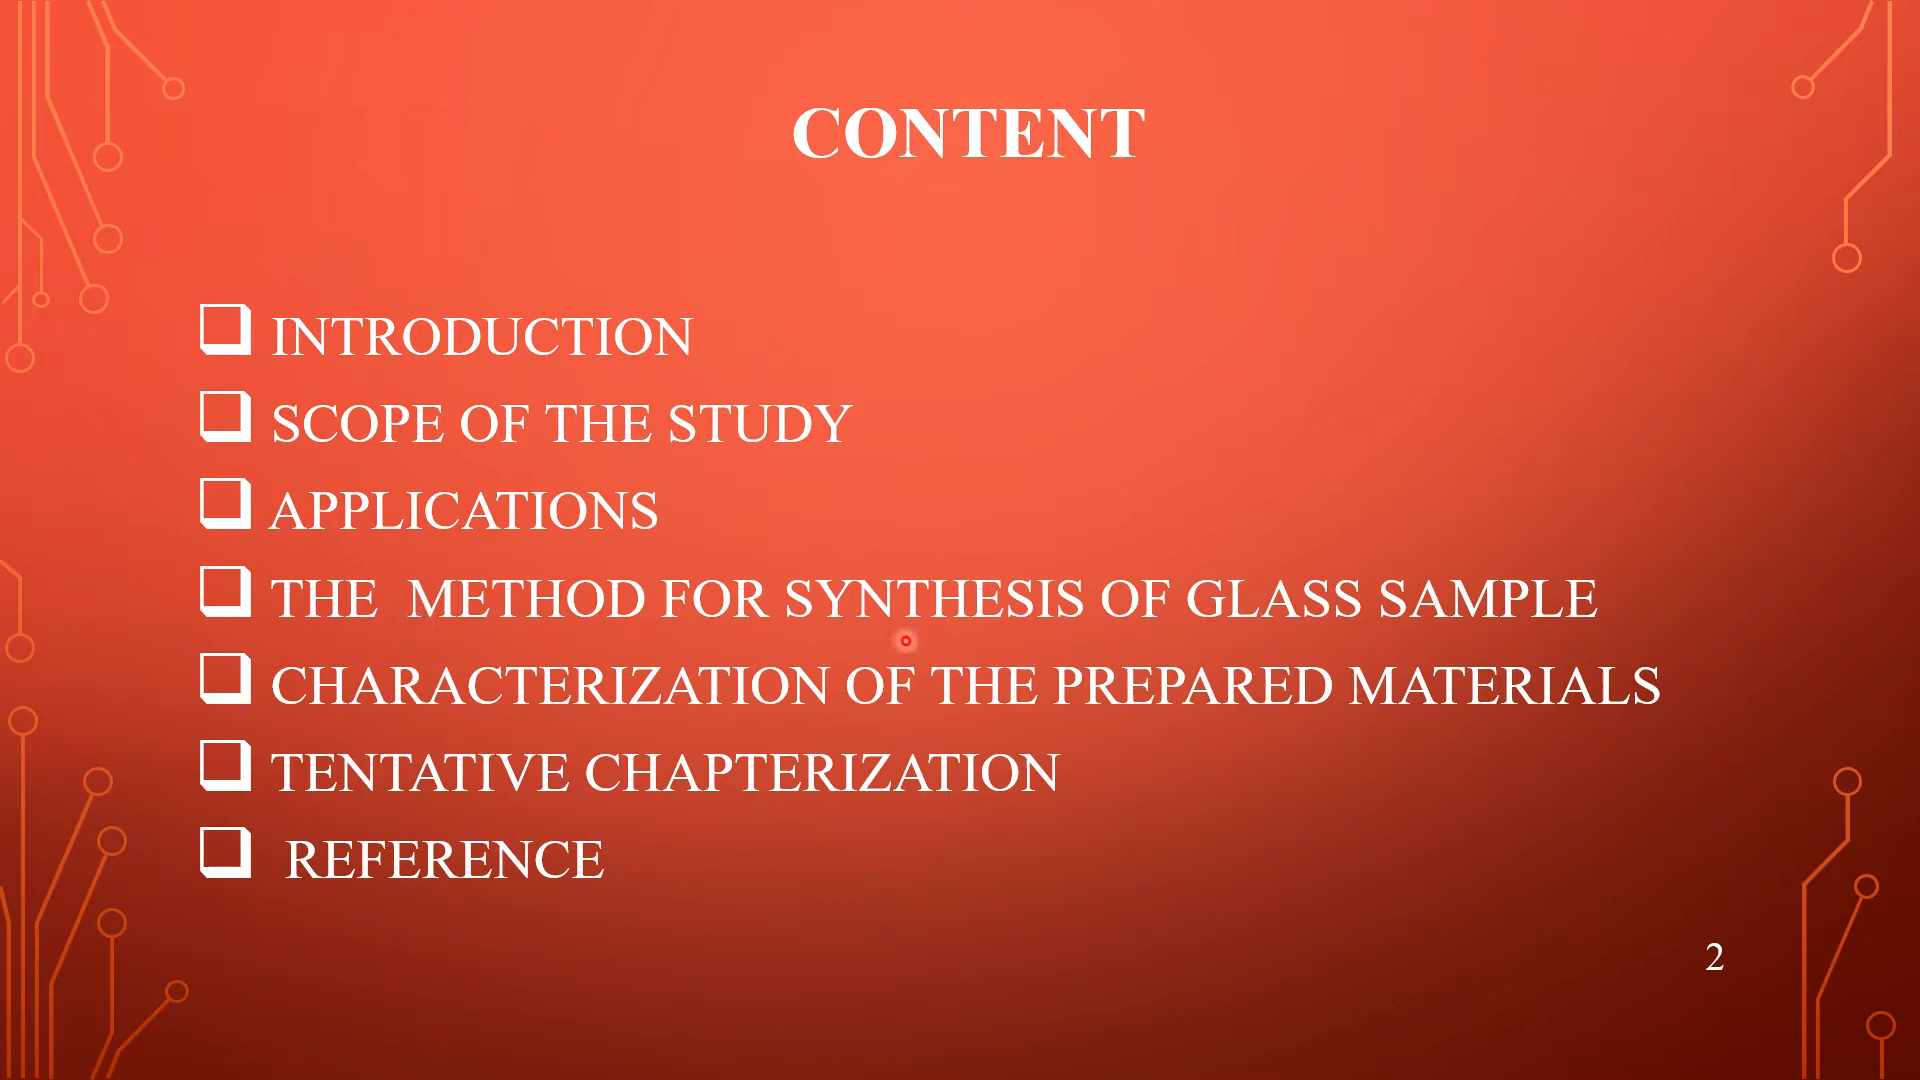 CONTENT
INTRODUCTION
SCOPE OF THE STUDY
APPLICATIONS
THE  METHOD FOR SYNTHESIS OF GLASS SAMPLE
CHARACTERIZATION OF THE PREPARED MATERIALS
TENTATIVE CHAPTERIZATION
REFERENCE
2